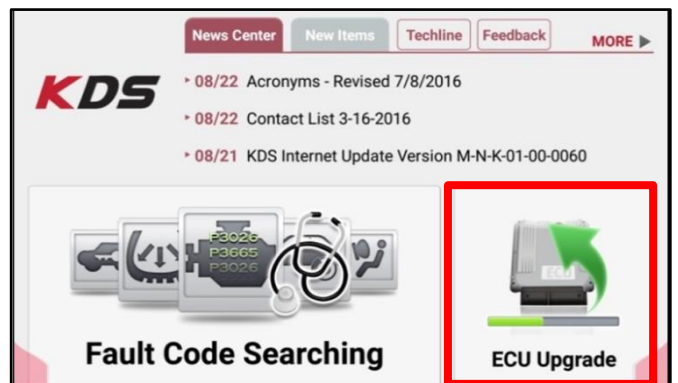 News Center New Items Techline Feedback MORE ▶
KDS
08/22 Acronyms - Revised 7/8/2016
08/22 Contact List 3-16-2016
08/21 KDS Internet Update Version M-N-K-01-00-0060
P3026
P3665
P3026
ECU
Fault Code Searching
ECU Upgrade